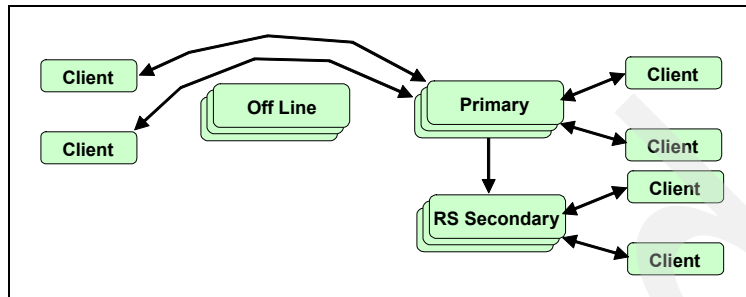 Client
Client
Off Line
Primary
Client
Client
RS Secondary
Client
Client